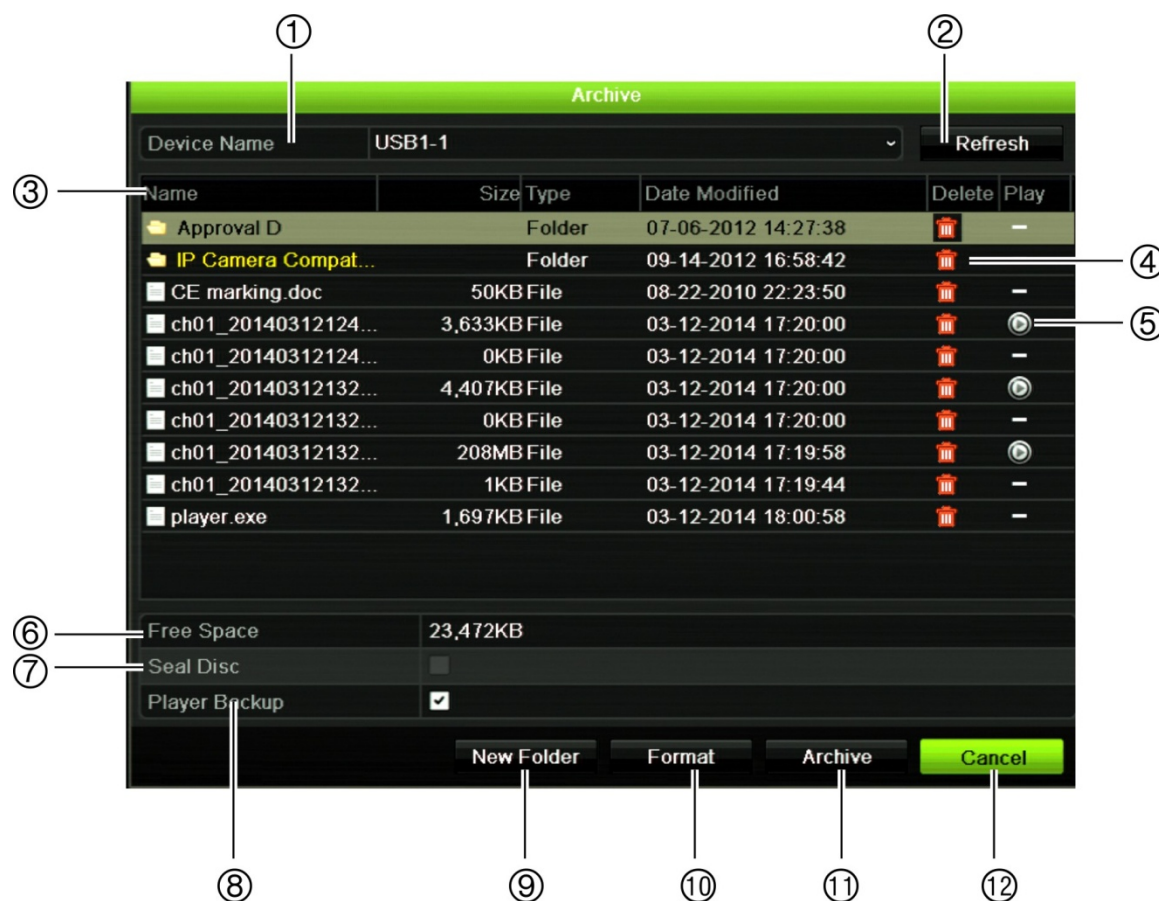 ① ②
Archive
Device Name USB1-1 Refresh
③ Name Size Type Date Modified Delete Play
Approval D Folder 07-06-2012 14:27:38
IP Camera Compat... Folder 09-14-2012 16:58:42 ④
CE marking.doc 50KB File 08-22-2010 22:23:50
ch01_20140312124... 3,633KB File 03-12-2014 17:20:00 ⑤
ch01_20140312124... 0KB File 03-12-2014 17:20:00
ch01_20140312132... 4,407KB File 03-12-2014 17:20:00
ch01_20140312132... 0KB File 03-12-2014 17:20:00
ch01_20140312132... 208MB File 03-12-2014 17:19:58
ch01_20140312132... 1KB File 03-12-2014 17:19:44
player.exe 1,697KB File 03-12-2014 18:00:58
⑥ Free Space 23,472KB
⑦ Seal Disc
Player Backup
New Folder Format Archive Cancel
⑧ ⑨ ⑩ ⑪ ⑫